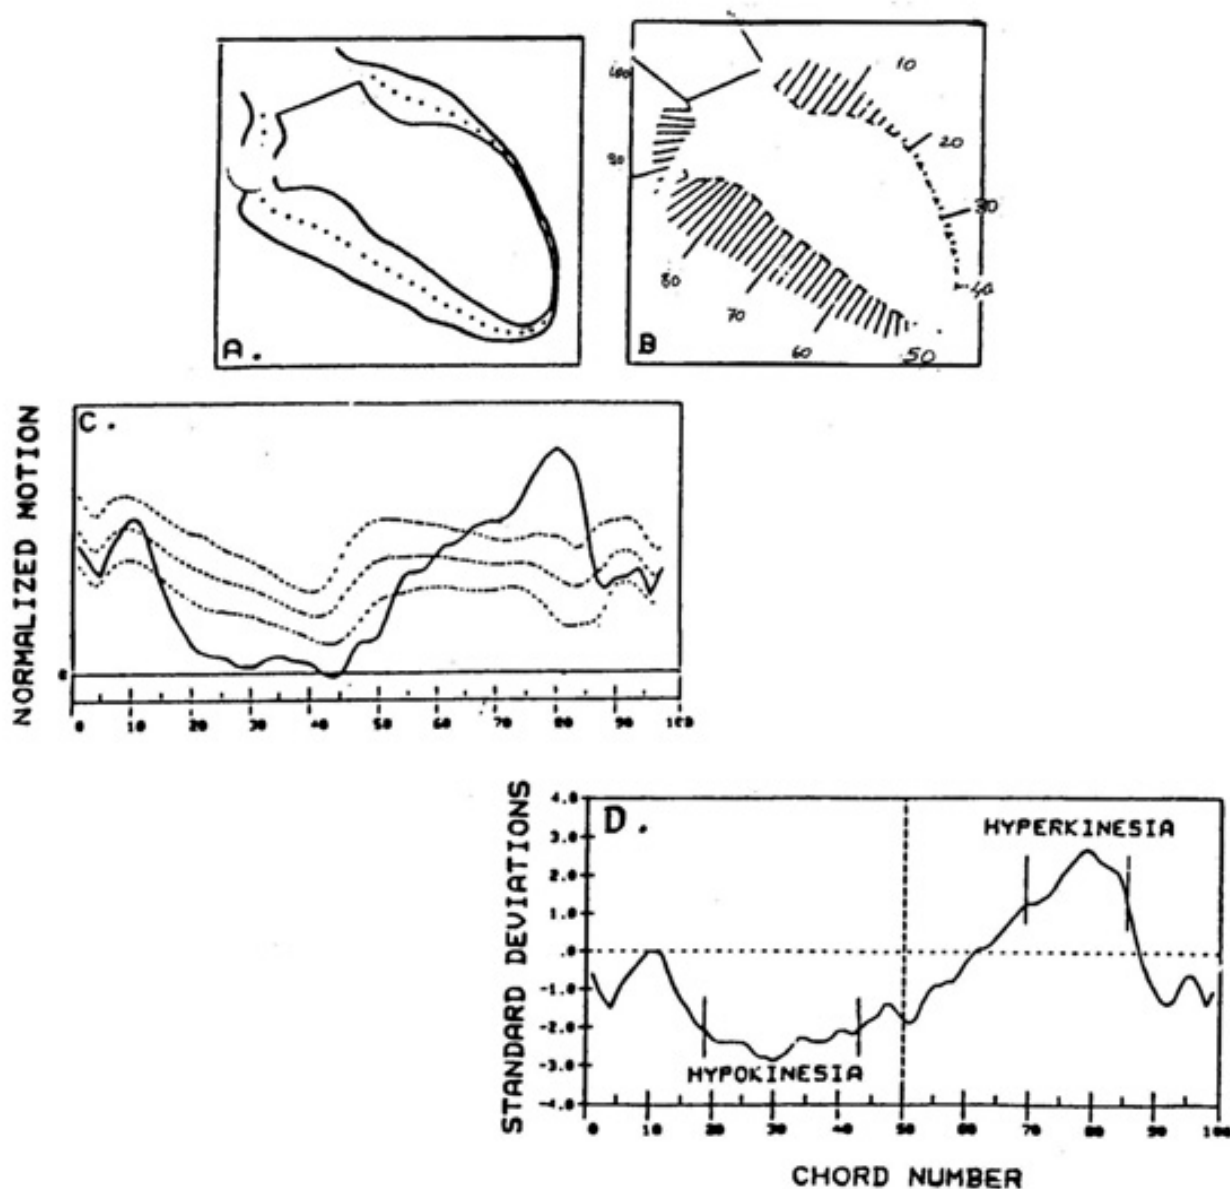 A.
B
10
20
30
40
50
60
70
80
90
100
C.
NORMALIZED MOTION
0
0 10 20 30 40 50 60 70 80 90 100
D.
STANDARD DEVIATIONS
4.0
3.0
2.0
1.0
.0
-1.0
-2.0
-3.0
-4.0
HYPERKINESIA
HYPOKINESIA
0 10 20 30 40 50 60 70 80 90 100
CHORD NUMBER